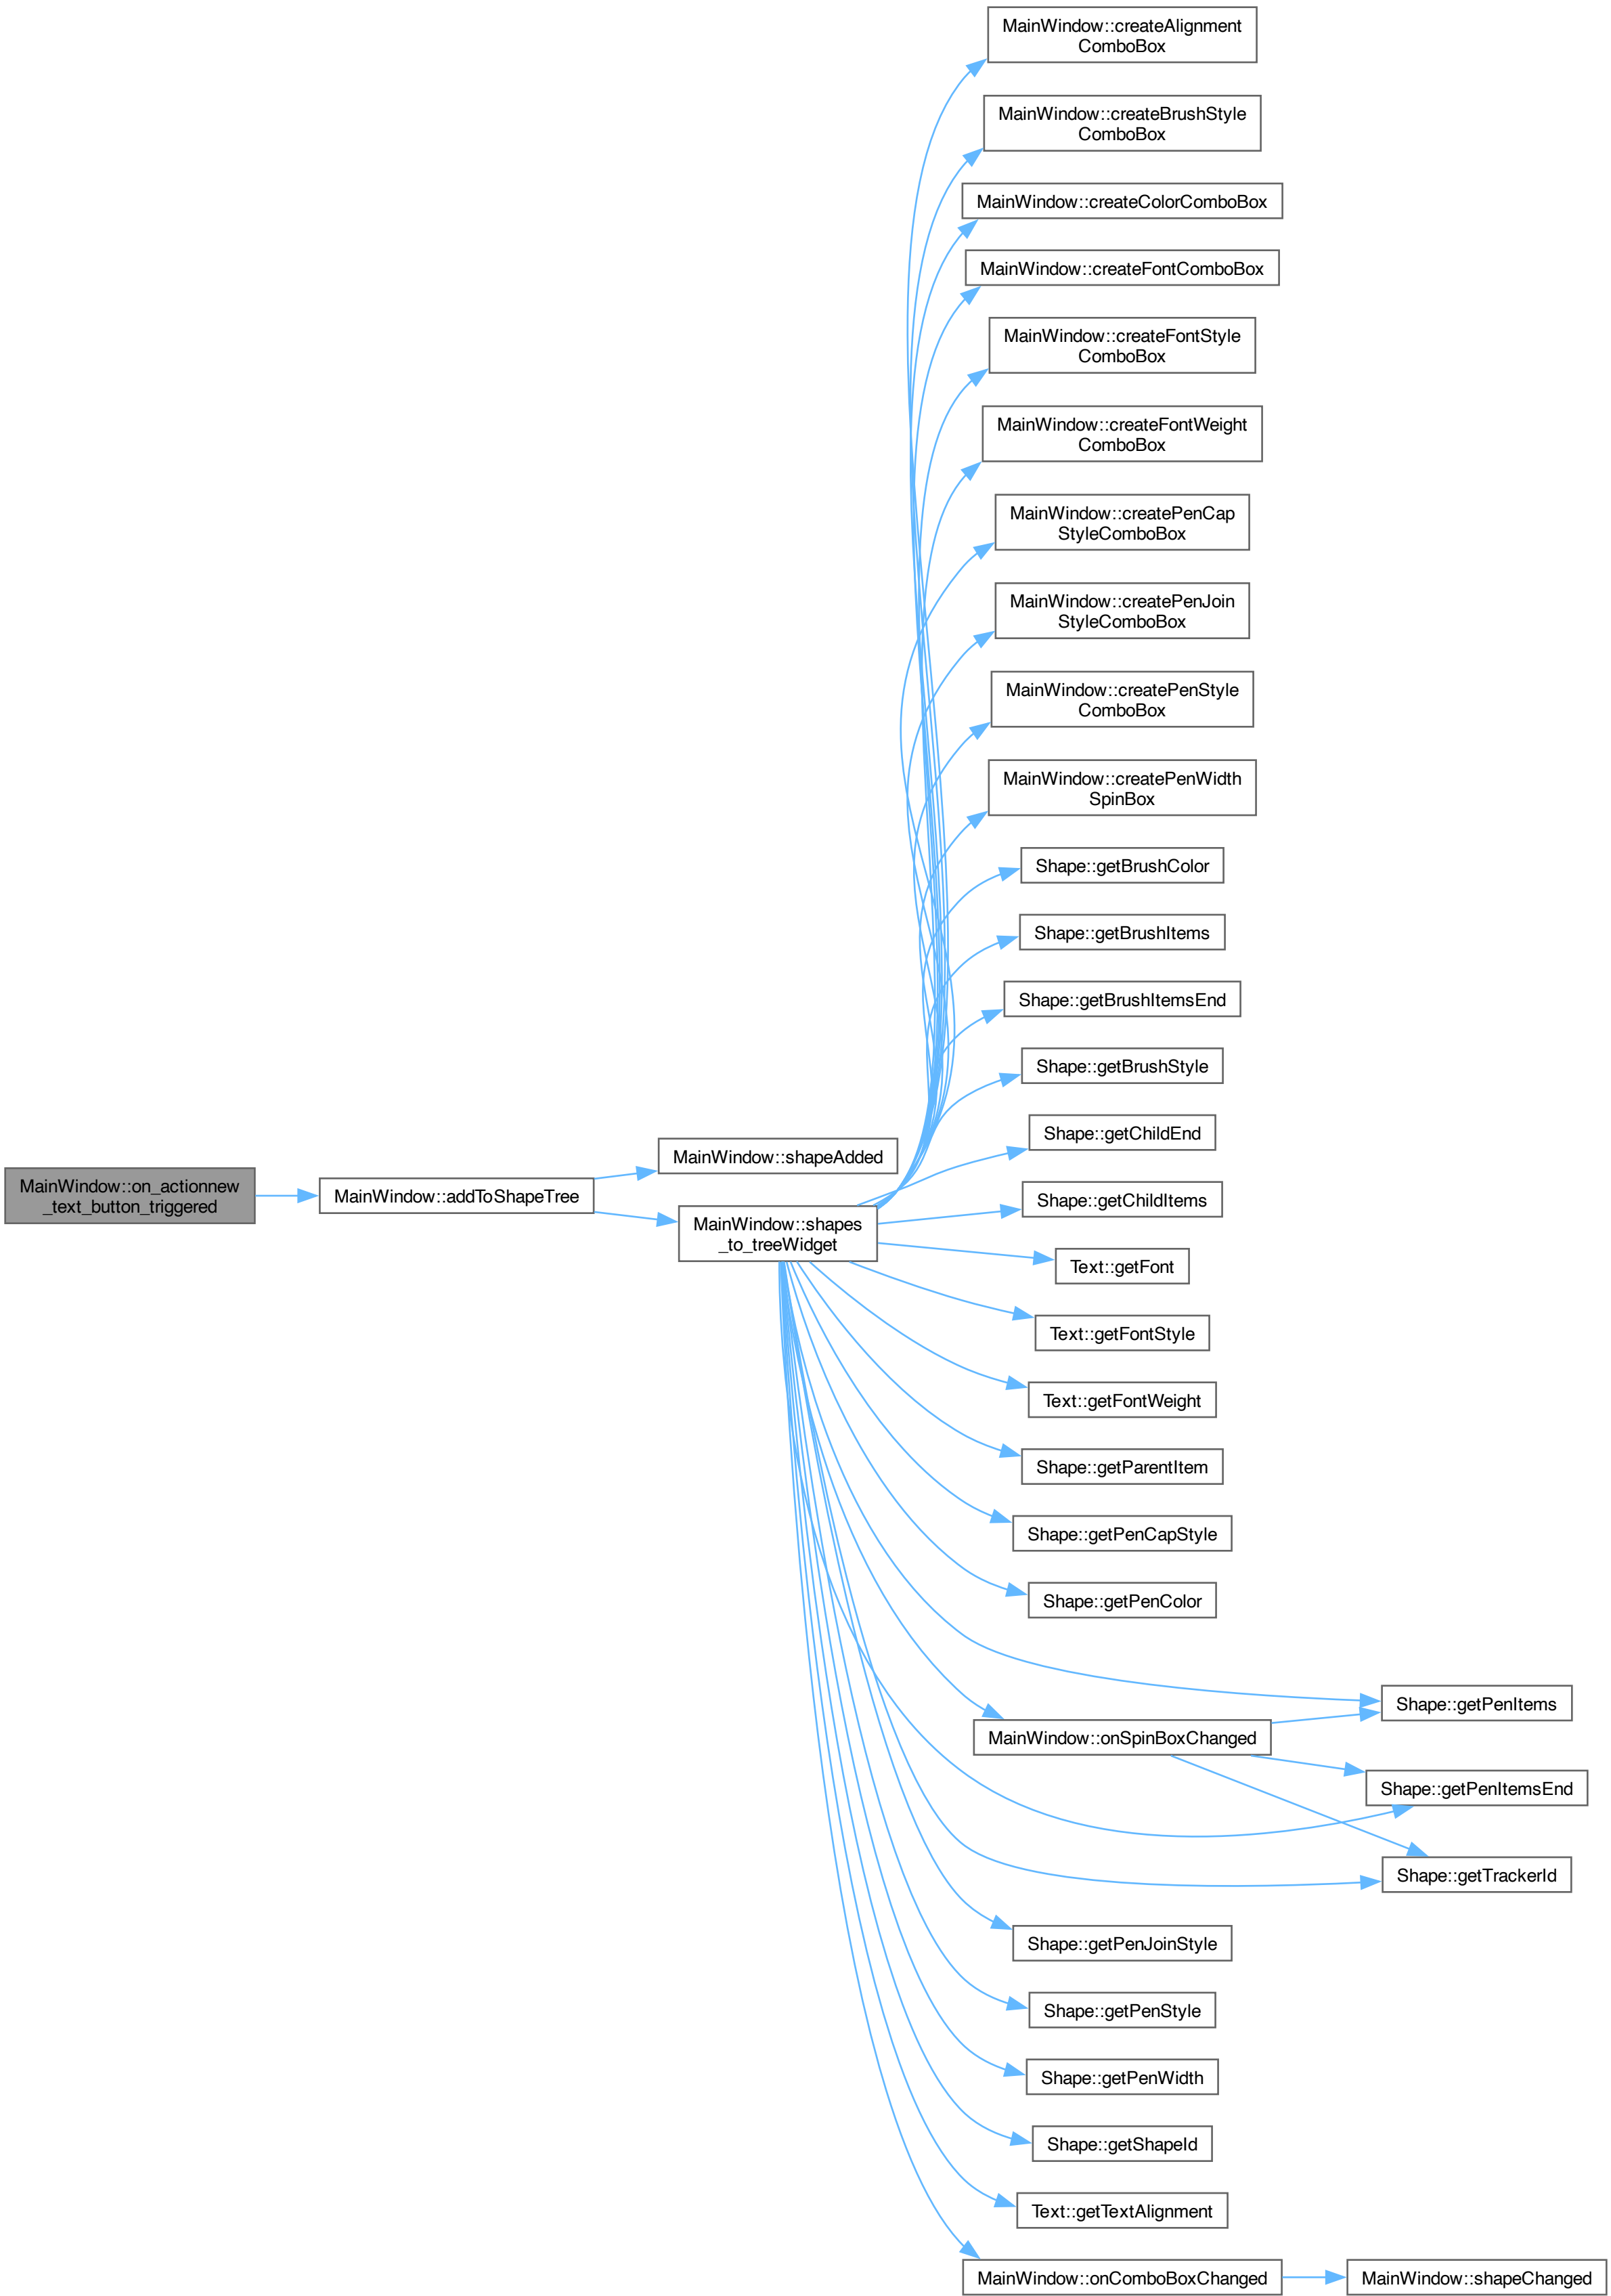 MainWindow::createAlignment
ComboBox
MainWindow::createBrushStyle
ComboBox
MainWindow::createColorComboBox
MainWindow::createFontComboBox
MainWindow::createFontStyle
ComboBox
MainWindow::createFontWeight
ComboBox
MainWindow::createPenCap
StyleComboBox
MainWindow::createPenJoin
StyleComboBox
MainWindow::createPenStyle
ComboBox
MainWindow::createPenWidth
SpinBox
Shape::getBrushColor
Shape::getBrushItems
Shape::getBrushItemsEnd
Shape::getBrushStyle
Shape::getChildEnd
MainWindow::shapeAdded
MainWindow::on_actionnew
_text_button_triggered
MainWindow::addToShapeTree
MainWindow::shapes
_to_treeWidget
Shape::getChildItems
Text::getFont
Text::getFontStyle
Text::getFontWeight
Shape::getParentItem
Shape::getPenCapStyle
Shape::getPenColor
Shape::getPenItems
MainWindow::onSpinBoxChanged
Shape::getPenItemsEnd
Shape::getTrackerId
Shape::getPenJoinStyle
Shape::getPenStyle
Shape::getPenWidth
Shape::getShapeId
Text::getTextAlignment
MainWindow::onComboBoxChanged
MainWindow::shapeChanged